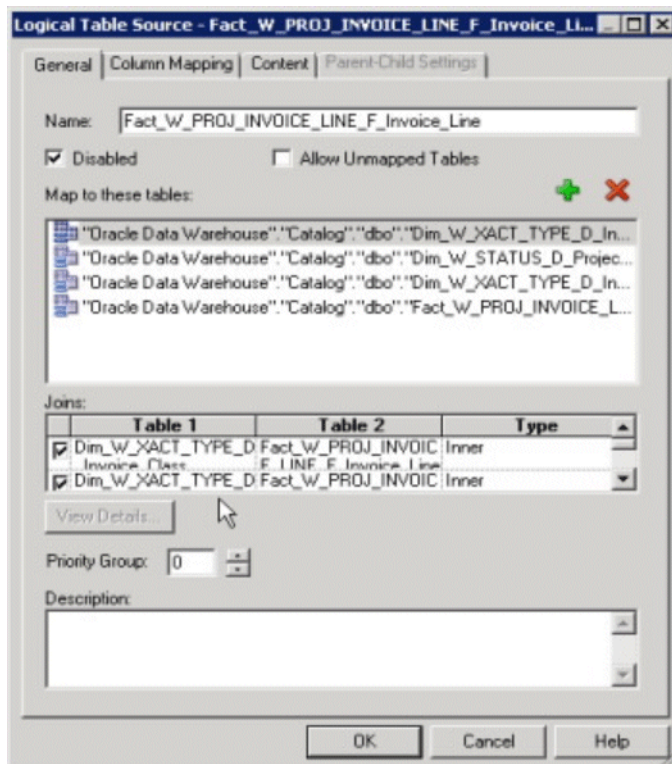 Logical Table Source - Fact_W_PROJ_INVOICE_LINE_F_Invoice_Li...
General Column Mapping Content Parent-Child Settings
Name: Fact_W_PROJ_INVOICE_LINE_F_Invoice_Line
Disabled Allow Unmapped Tables
Map to these tables:
"Oracle Data Warehouse"."Catalog"."dbo"."Dim_W_XACT_TYPE_D_In...
"Oracle Data Warehouse"."Catalog"."dbo"."Dim_W_STATUS_D_Projec...
"Oracle Data Warehouse"."Catalog"."dbo"."Dim_W_XACT_TYPE_D_In...
"Oracle Data Warehouse"."Catalog"."dbo"."Fact_W_PROJ_INVOICE_L...
Joins:
Table 1 Table 2 Type
Dim_W_XACT_TYPE_D Fact_W_PROJ_INVOIC Inner
_Invoice_Class E_LINE_F_Invoice_Line
Dim_W_XACT_TYPE_D Fact_W_PROJ_INVOIC Inner
View Details...
Priority Group: 0
Description:
OK Cancel Help